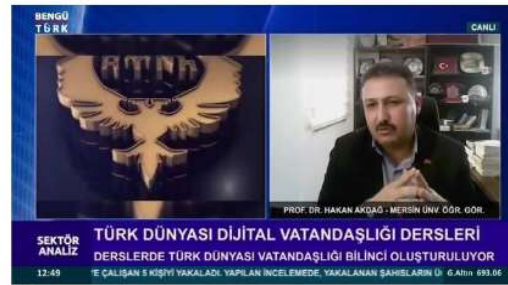 BENGÜ
TÜRK
CANLI
PROF. DR. HAKAN AKDAĞ - MERSİN ÜNV. ÖĞR. GÖR.
SEKTÖR
ANALİZ
TÜRK DÜNYASI DİJİTAL VATANDAŞLIĞI DERSLERİ
DERSLERDE TÜRK DÜNYASI VATANDAŞLIĞI BİLİNCİ OLUŞTURULUYOR
12:49 'E ÇALIŞAN 5 KİŞİYİ YAKALADI. YAPILAN İNCELEMEDE, YAKALANAN ŞAHISLARIN G.Altın 693.06